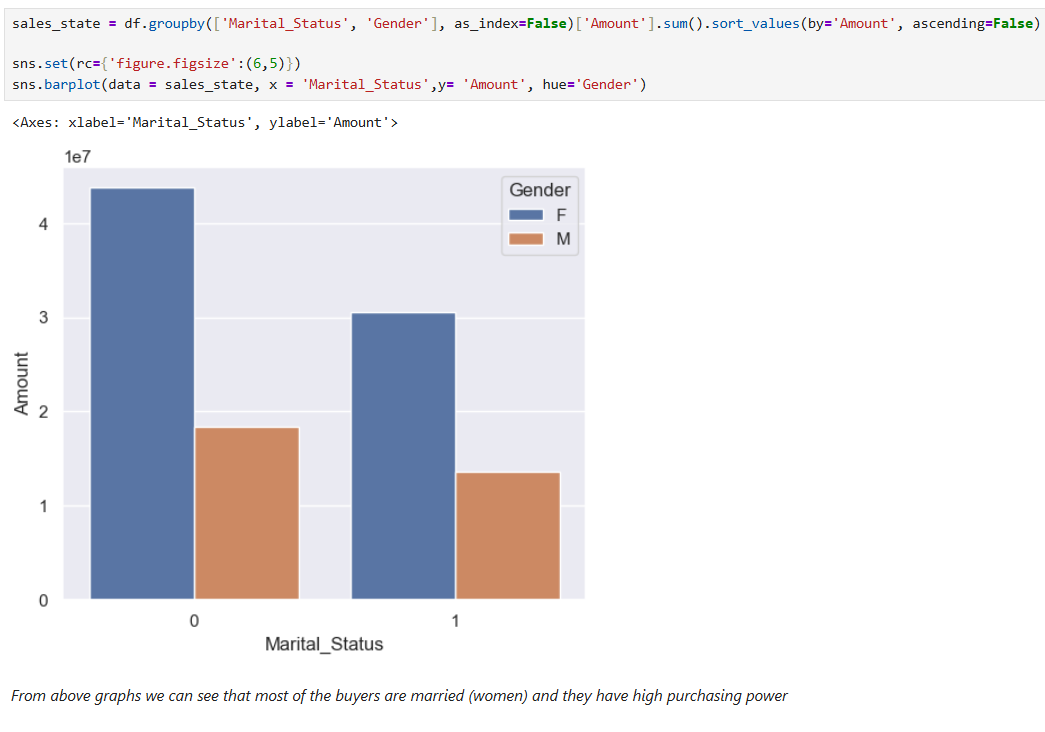 sales_state = df.groupby(['Marital_Status', 'Gender'], as_index=False)['Amount'].sum().sort_values(by='Amount', ascending=False)
sns.set(rc={'figure.figsize':(6,5)})
sns.barplot(data = sales_state, x = 'Marital_Status',y= 'Amount', hue='Gender')
<Axes: xlabel='Marital_Status', ylabel='Amount'>
1e7
Gender
F
M
4
3
2
1
0
Amount
0 1
Marital_Status
From above graphs we can see that most of the buyers are married (women) and they have high purchasing power